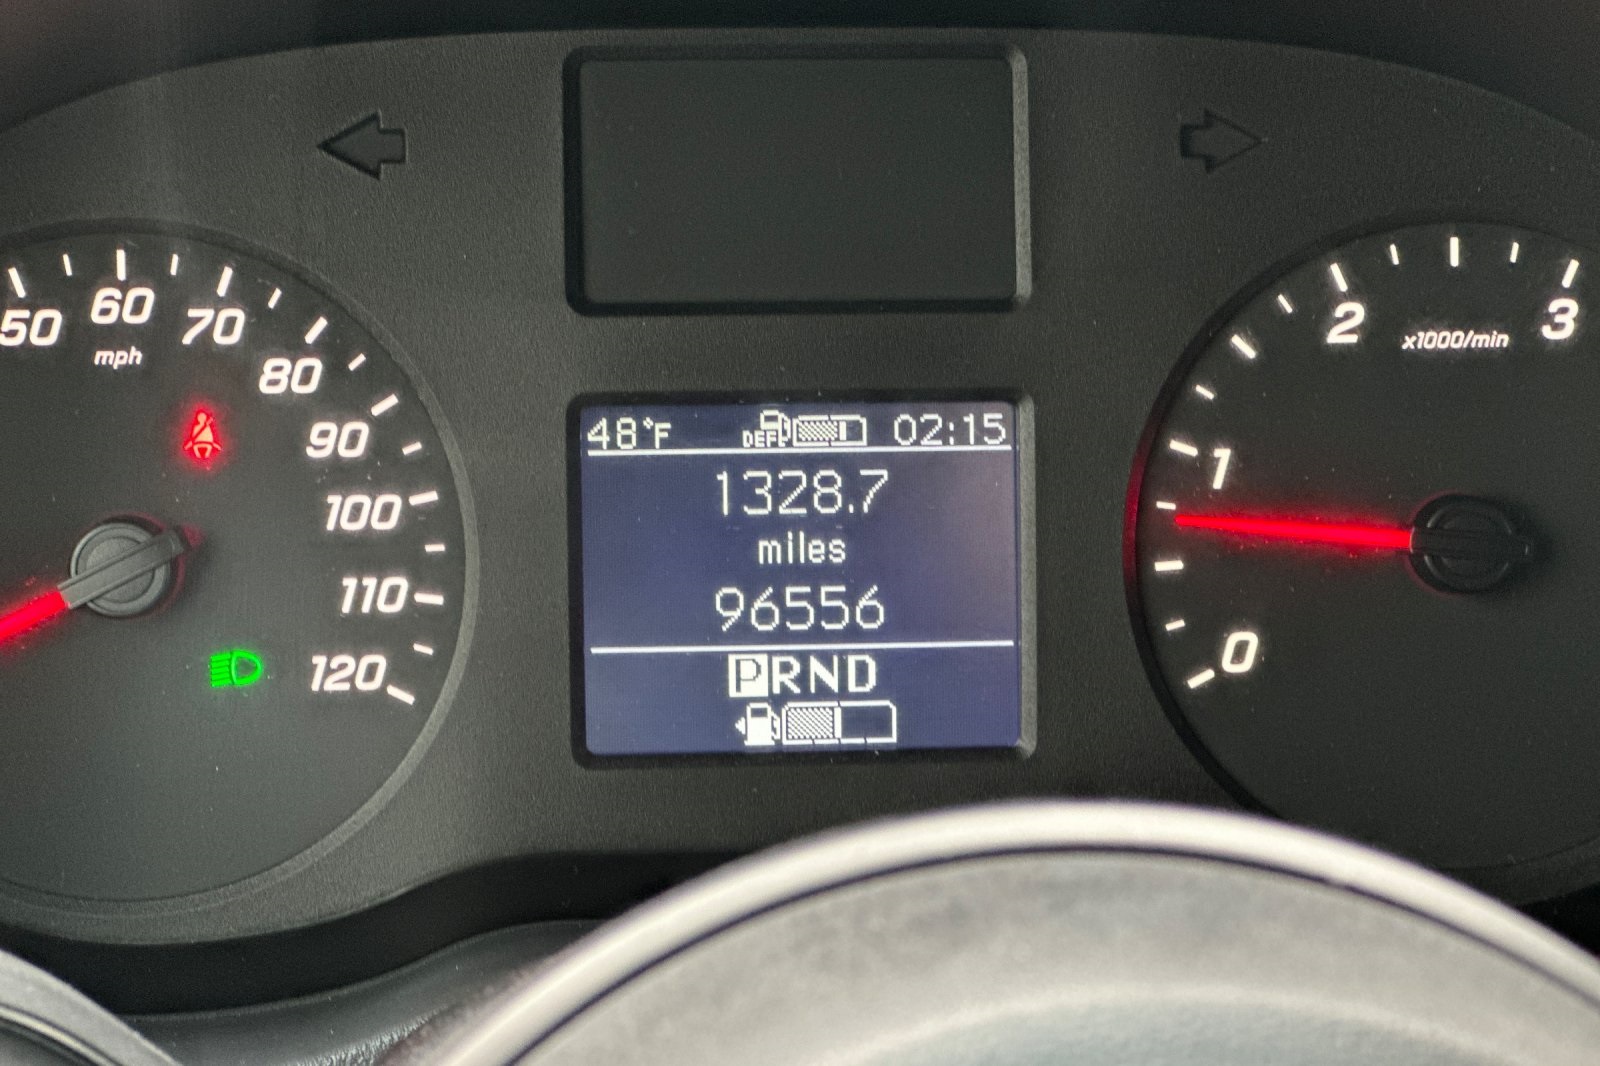 50 60 70 80 90 100 110 120
mph
48°F DEF 02:15
1328.7
miles
96556
PRND
0 1 2 3
x1000/min